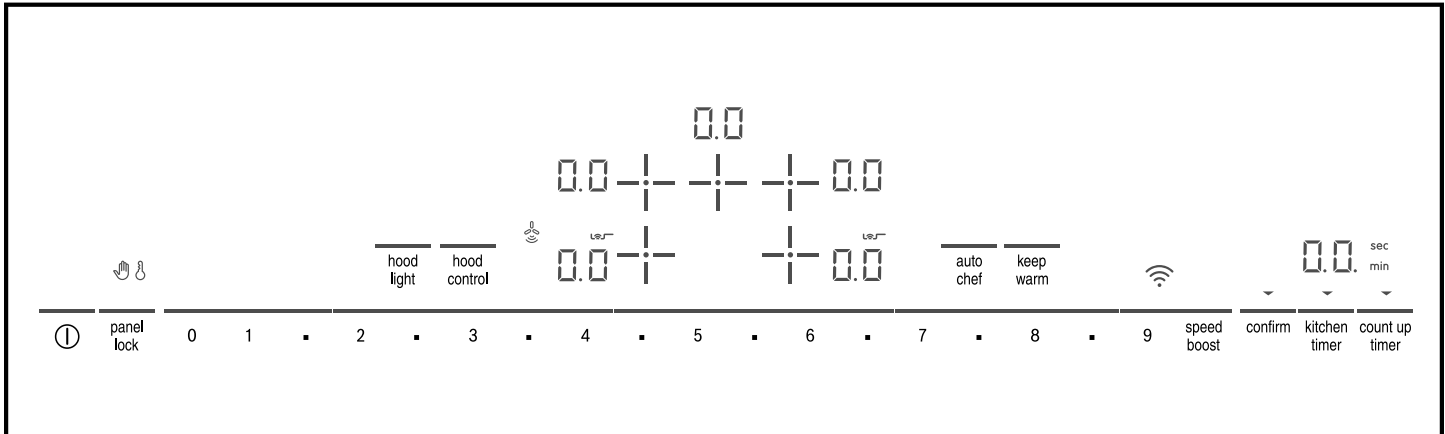 0.0
0.0 0.0
hood light
hood control
0.0 0.0
auto chef
keep warm
0.0. sec min
panel lock
0 1 . 2 . 3 . 4 . 5 . 6 . 7 . 8 . 9
speed boost
confirm
kitchen timer
count up timer